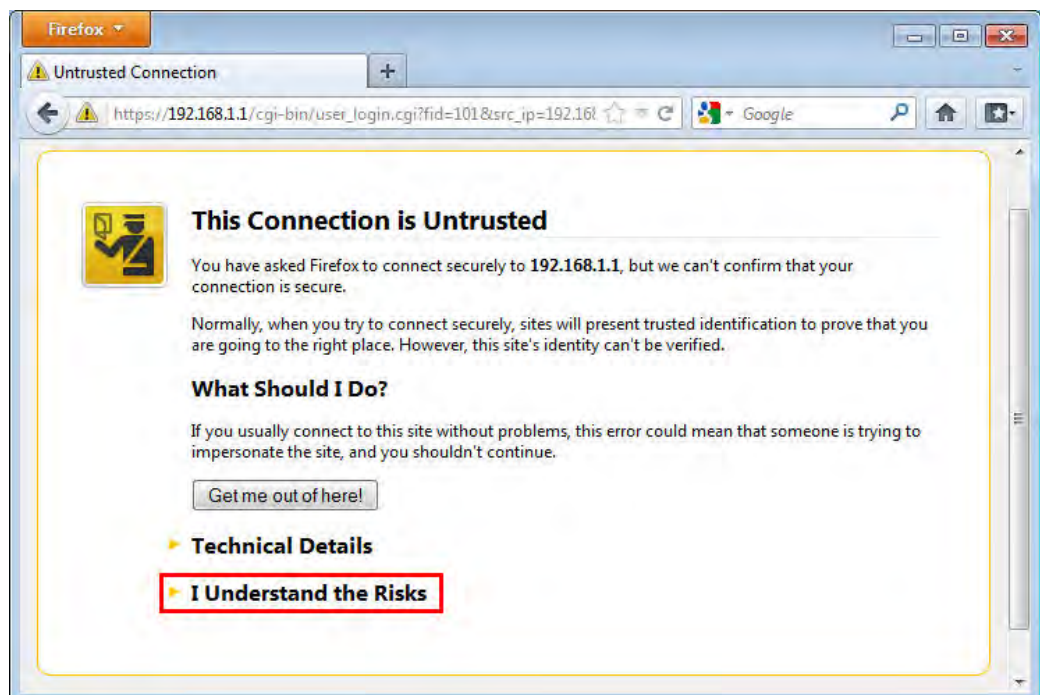 Firefox
Untrusted Connection
https://192.168.1.1/cgi-bin/user_login.cgi?fid=101&src_ip=192.168
Google
This Connection is Untrusted
You have asked Firefox to connect securely to 192.168.1.1, but we can't confirm that your
connection is secure.
Normally, when you try to connect securely, sites will present trusted identification to prove that you
are going to the right place. However, this site's identity can't be verified.
What Should I Do?
If you usually connect to this site without problems, this error could mean that someone is trying to
impersonate the site, and you shouldn't continue.
Get me out of here!
Technical Details
I Understand the Risks